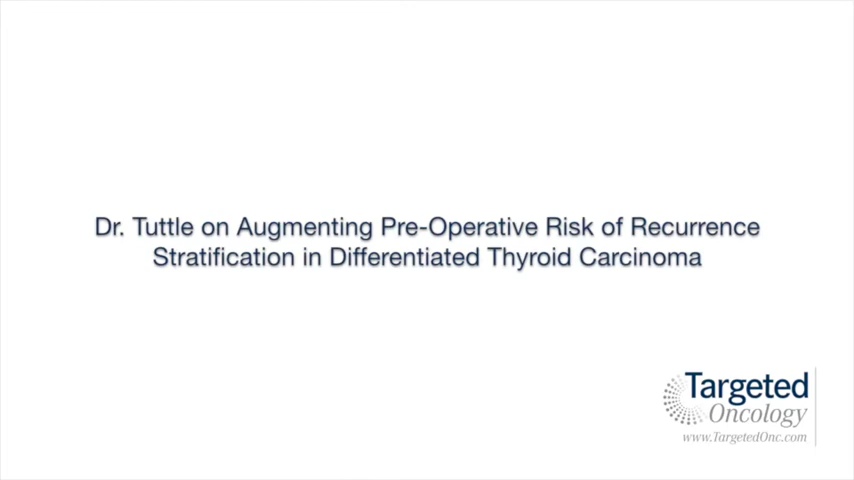 Dr. Tuttle on Augmenting Pre-Operative Risk of Recurrence
Stratification in Differentiated Thyroid Carcinoma
Targeted
Oncology
www.TargetedOnc.com